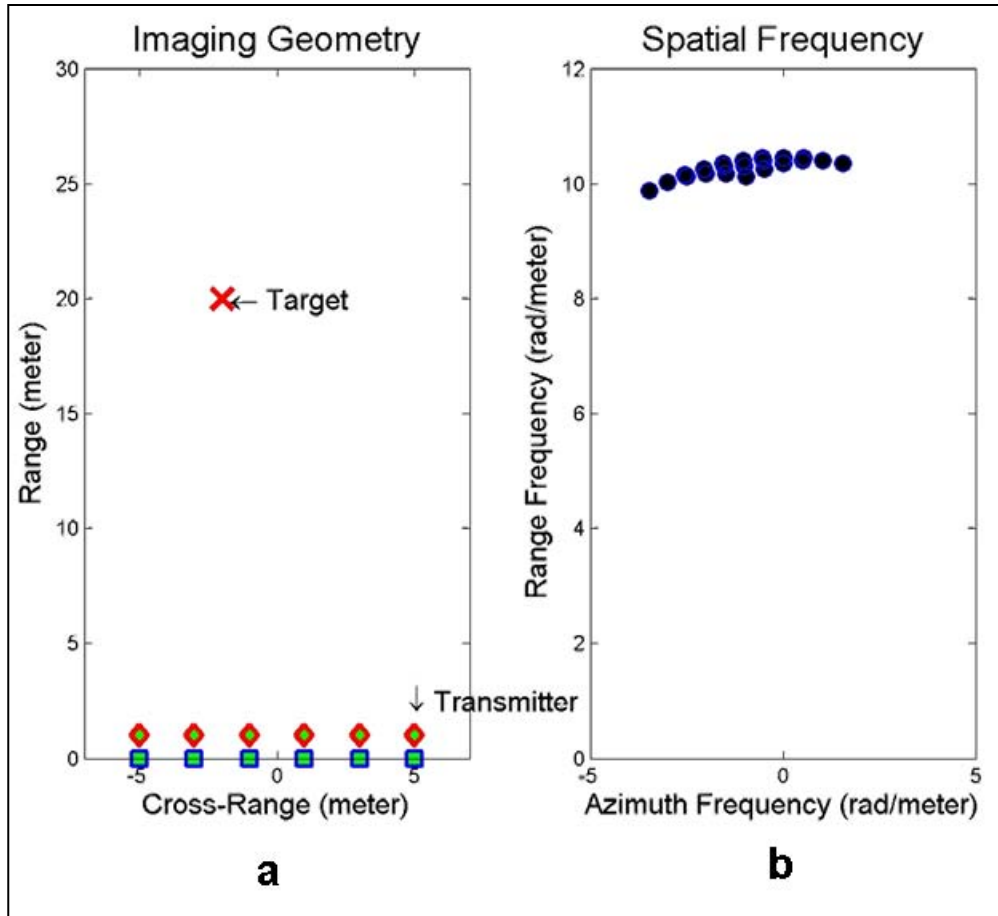 Imaging Geometry
30
25
20
15
10
5
0
-5
0
5
Range (meter)
Cross-Range (meter)
← Target
↓ Transmitter
a
Spatial Frequency
12
10
8
6
4
2
0
-5
0
5
Range Frequency (rad/meter)
Azimuth Frequency (rad/meter)
b